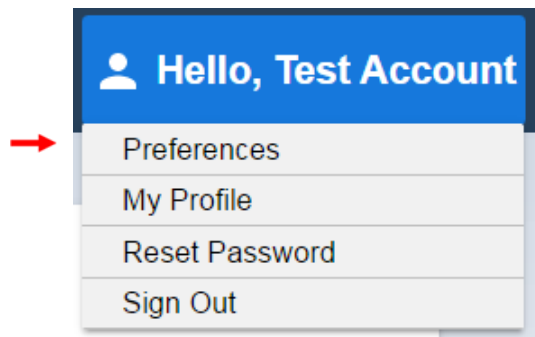 Hello, Test Account
Preferences
My Profile
Reset Password
Sign Out